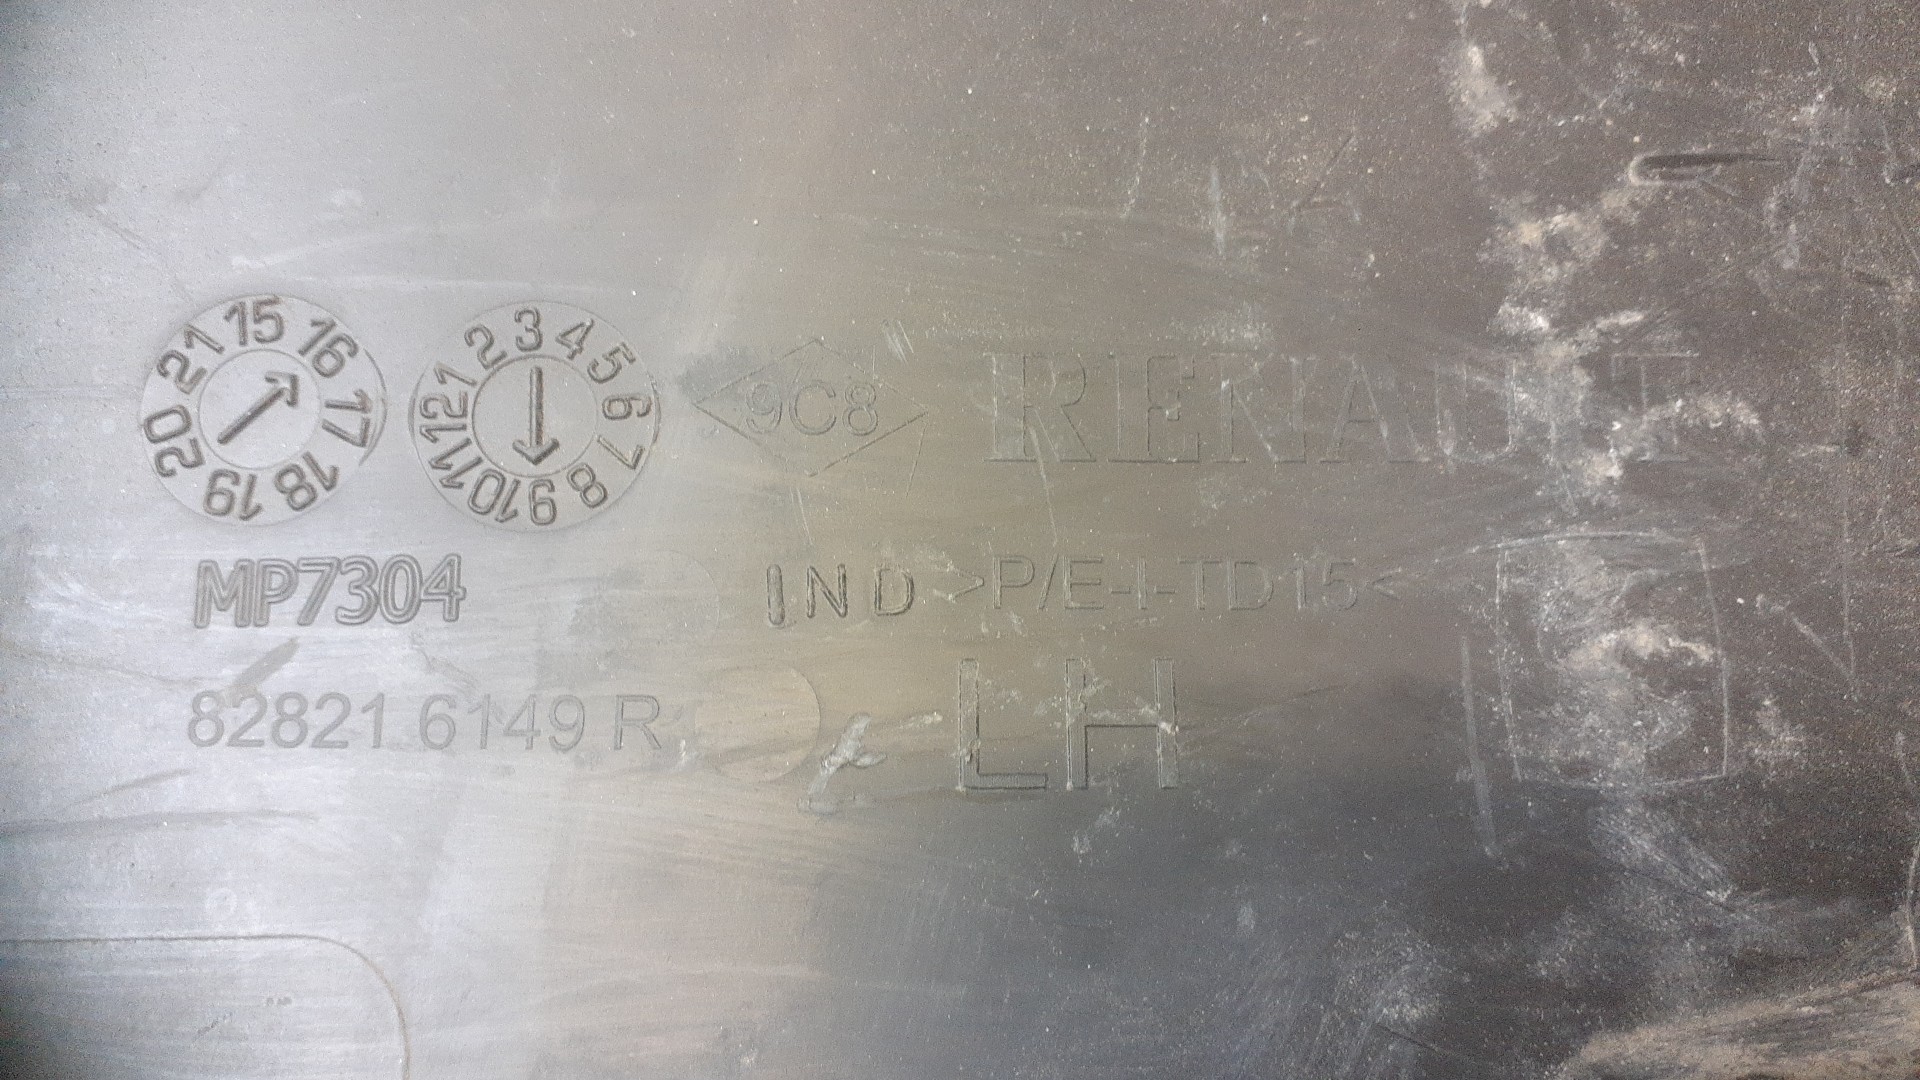 15 16 17 18 19 20 21
1 2 3 4 5 6 7 8 9 10 11 12
9C8
RENAULT
MP7304
IND >P/E-I-TD15<
82821 6149 R
LH